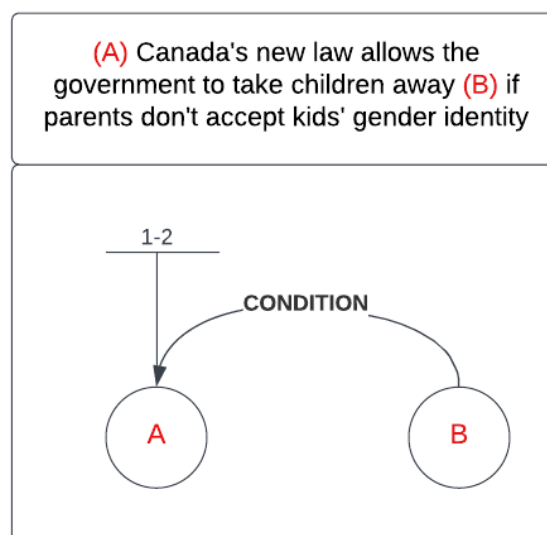 (A) Canada's new law allows the
government to take children away (B) if
parents don't accept kids' gender identity
1-2
CONDITION
A
B